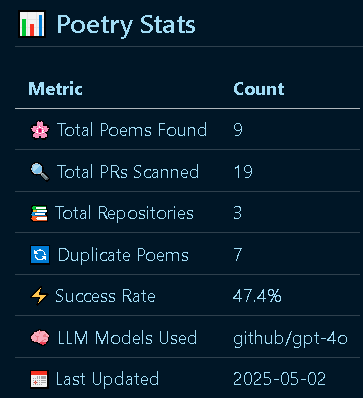 📊 Poetry Stats
Metric Count
🌸 Total Poems Found 9
🔍 Total PRs Scanned 19
📚 Total Repositories 3
🔄 Duplicate Poems 7
⚡ Success Rate 47.4%
🧠 LLM Models Used github/gpt-4o
📅 Last Updated 2025-05-02